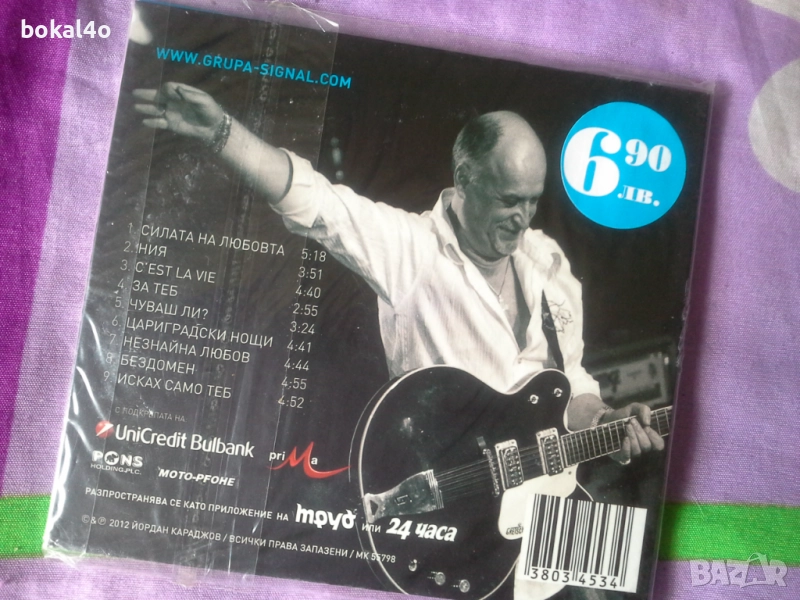 bokal4o
WWW.GRUPA-SIGNAL.COM
6 90
лв.
1. СИЛАТА НА ЛЮБОВТА 5:18
2. НИЯ 3:51
3. C'EST LA VIE 4:40
4. ЗА ТЕБ 2:55
5. ЧУВАШ ЛИ? 3:24
6. ЦАРИГРАДСКИ НОЩИ 4:41
7. НЕЗНАЙНА ЛЮБОВ 4:44
8. БЕЗДОМЕН 4:55
9. ИСКАХ САМО ТЕБ 4:52
С ПОДКРЕПАТА НА
UniCredit Bulbank
priMa
PONS
HOLDING.PLC.
MOTO-PFOHE
РАЗПРОСТРАНЯВА СЕ КАТО ПРИЛОЖЕНИЕ НА труд ИЛИ 24 часа
©&℗ 2012 ЙОРДАН КАРАДЖОВ / ВСИЧКИ ПРАВА ЗАПАЗЕНИ / МК 55798
3803 4534
BAZAR.BG